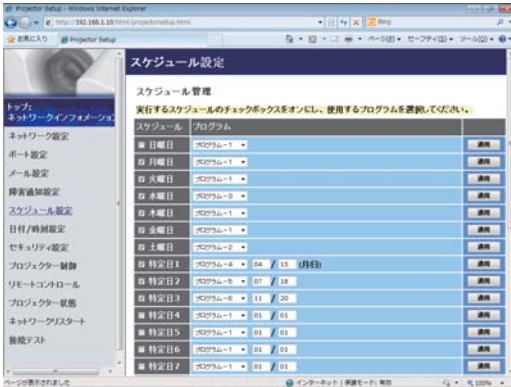 Projector Setup - Windows Internet Explorer
http://192.168.1.10/html/projectorsetup.html
Bing
お気に入り
Projector Setup
ページ(P)
セーフティ(S)
ツール(O)
スケジュール設定
スケジュール管理
実行するスケジュールのチェックボックスをオンにし、使用するプログラムを選択してください。
トップ:
ネットワークインフォメーション
ネットワーク設定
ポート設定
メール設定
障害通知設定
スケジュール設定
日付/時刻設定
セキュリティ設定
プロジェクター制御
リモートコントロール
プロジェクター状態
ネットワークリスタート
接続テスト
スケジュール プログラム
日曜日 プログラム-1 適用
月曜日 プログラム-1 適用
火曜日 プログラム-1 適用
水曜日 プログラム-3 適用
木曜日 プログラム-1 適用
金曜日 プログラム-1 適用
土曜日 プログラム-2 適用
特定日1 プログラム-4 04 / 15 (月/日) 適用
特定日2 プログラム-5 07 / 18 適用
特定日3 プログラム-6 11 / 20 適用
特定日4 プログラム-1 01 / 01 適用
特定日5 プログラム-1 01 / 01 適用
特定日6 プログラム-1 01 / 01 適用
特定日7 プログラム-1 01 / 01 適用
ページが表示されました
インターネット | 保護モード: 無効
100%